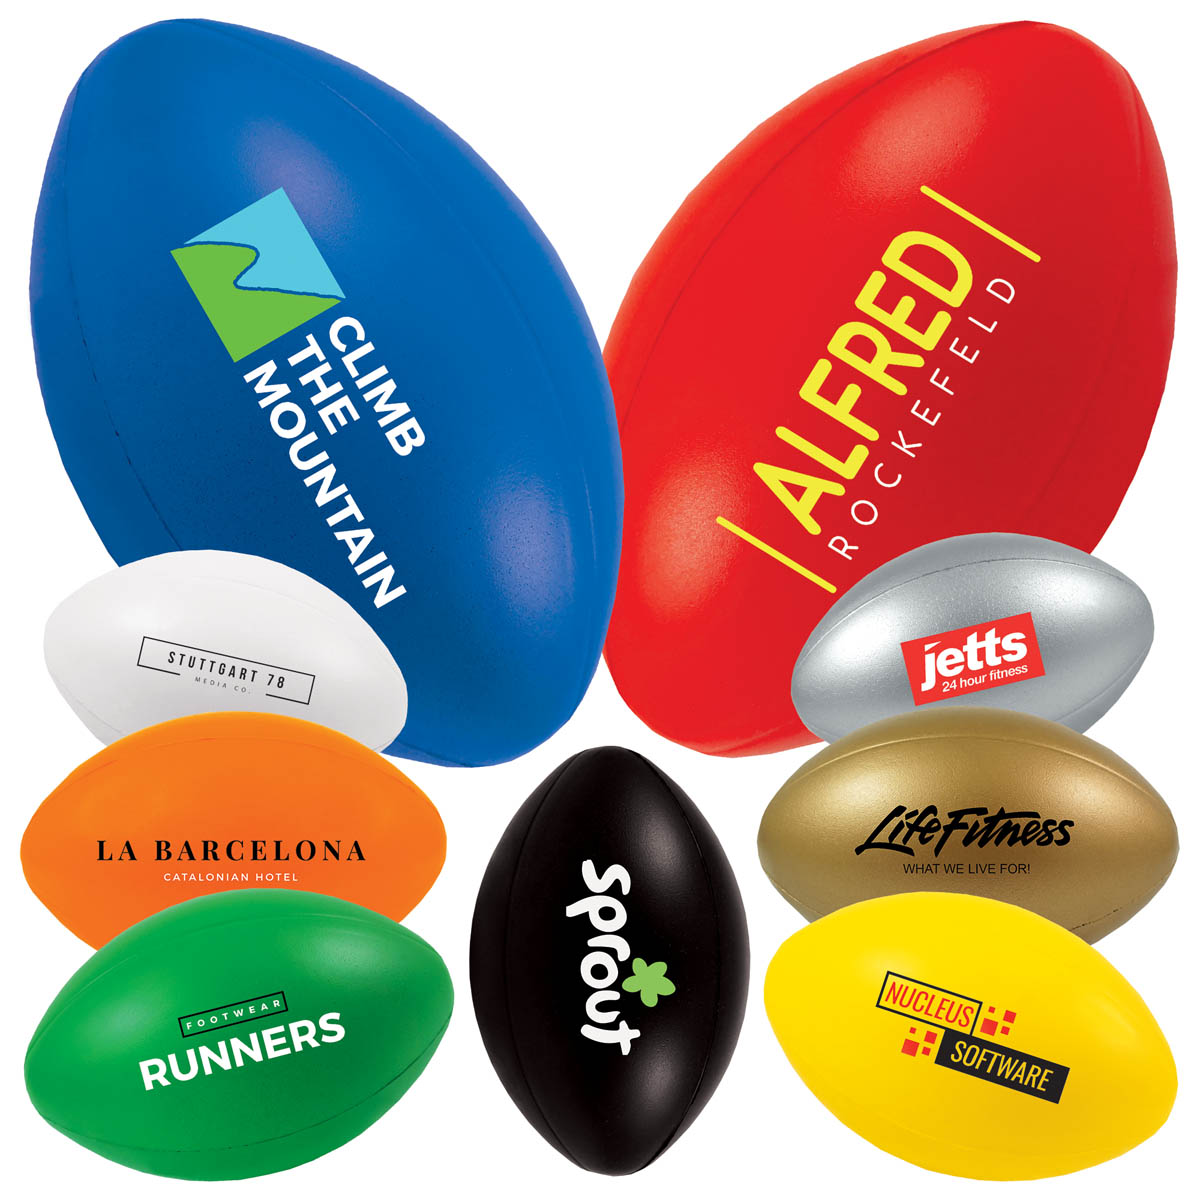 CLIMB
THE
MOUNTAIN
ALFRED
ROCKEFELD
STUTTGART 78
MEDIA CO.
jetts
24 hour fitness
LA BARCELONA
CATALONIAN HOTEL
LifeFitness
WHAT WE LIVE FOR!
FOOTWEAR
RUNNERS
Sprout
NUCLEUS
SOFTWARE